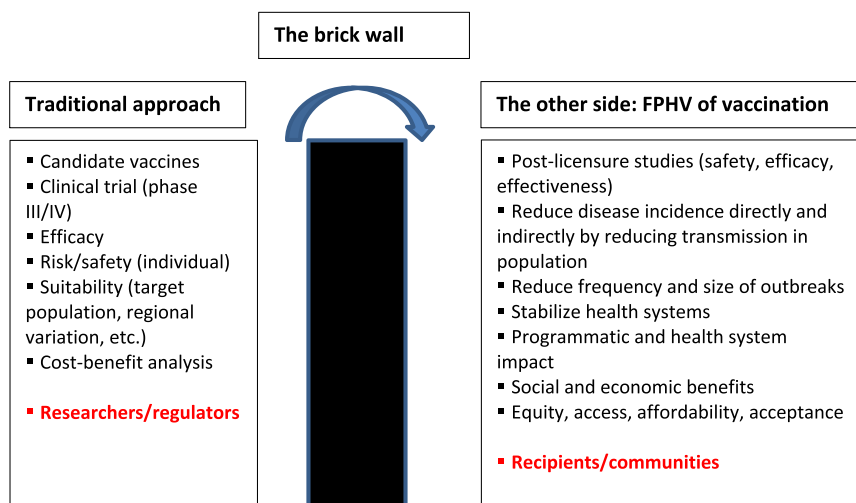 The brick wall
Traditional approach
▪ Candidate vaccines
▪ Clinical trial (phase
III/IV)
▪ Efficacy
▪ Risk/safety (individual)
▪ Suitability (target
population, regional
variation, etc.)
▪ Cost-benefit analysis
▪ Researchers/regulators
The other side: FPHV of vaccination
▪ Post-licensure studies (safety, efficacy,
effectiveness)
▪ Reduce disease incidence directly and
indirectly by reducing transmission in
population
▪ Reduce frequency and size of outbreaks
▪ Stabilize health systems
▪ Programmatic and health system
impact
▪ Social and economic benefits
▪ Equity, access, affordability, acceptance
▪ Recipients/communities